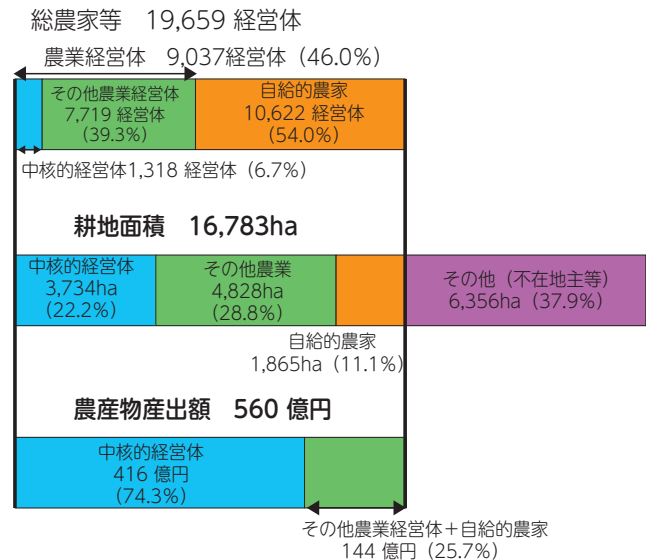 総農家等　19,659 経営体
農業経営体　9,037経営体（46.0%）
その他農業経営体
7,719 経営体
(39.3%)
自給的農家
10,622 経営体
(54.0%)
中核的経営体1,318 経営体（6.7%）
耕地面積　16,783ha
中核的経営体
3,734ha
(22.2%)
その他農業
4,828ha
(28.8%)
その他（不在地主等）
6,356ha（37.9%）
自給的農家
1,865ha（11.1%）
農産物産出額　560 億円
中核的経営体
416 億円
(74.3%)
その他農業経営体＋自給的農家
144 億円（25.7%）